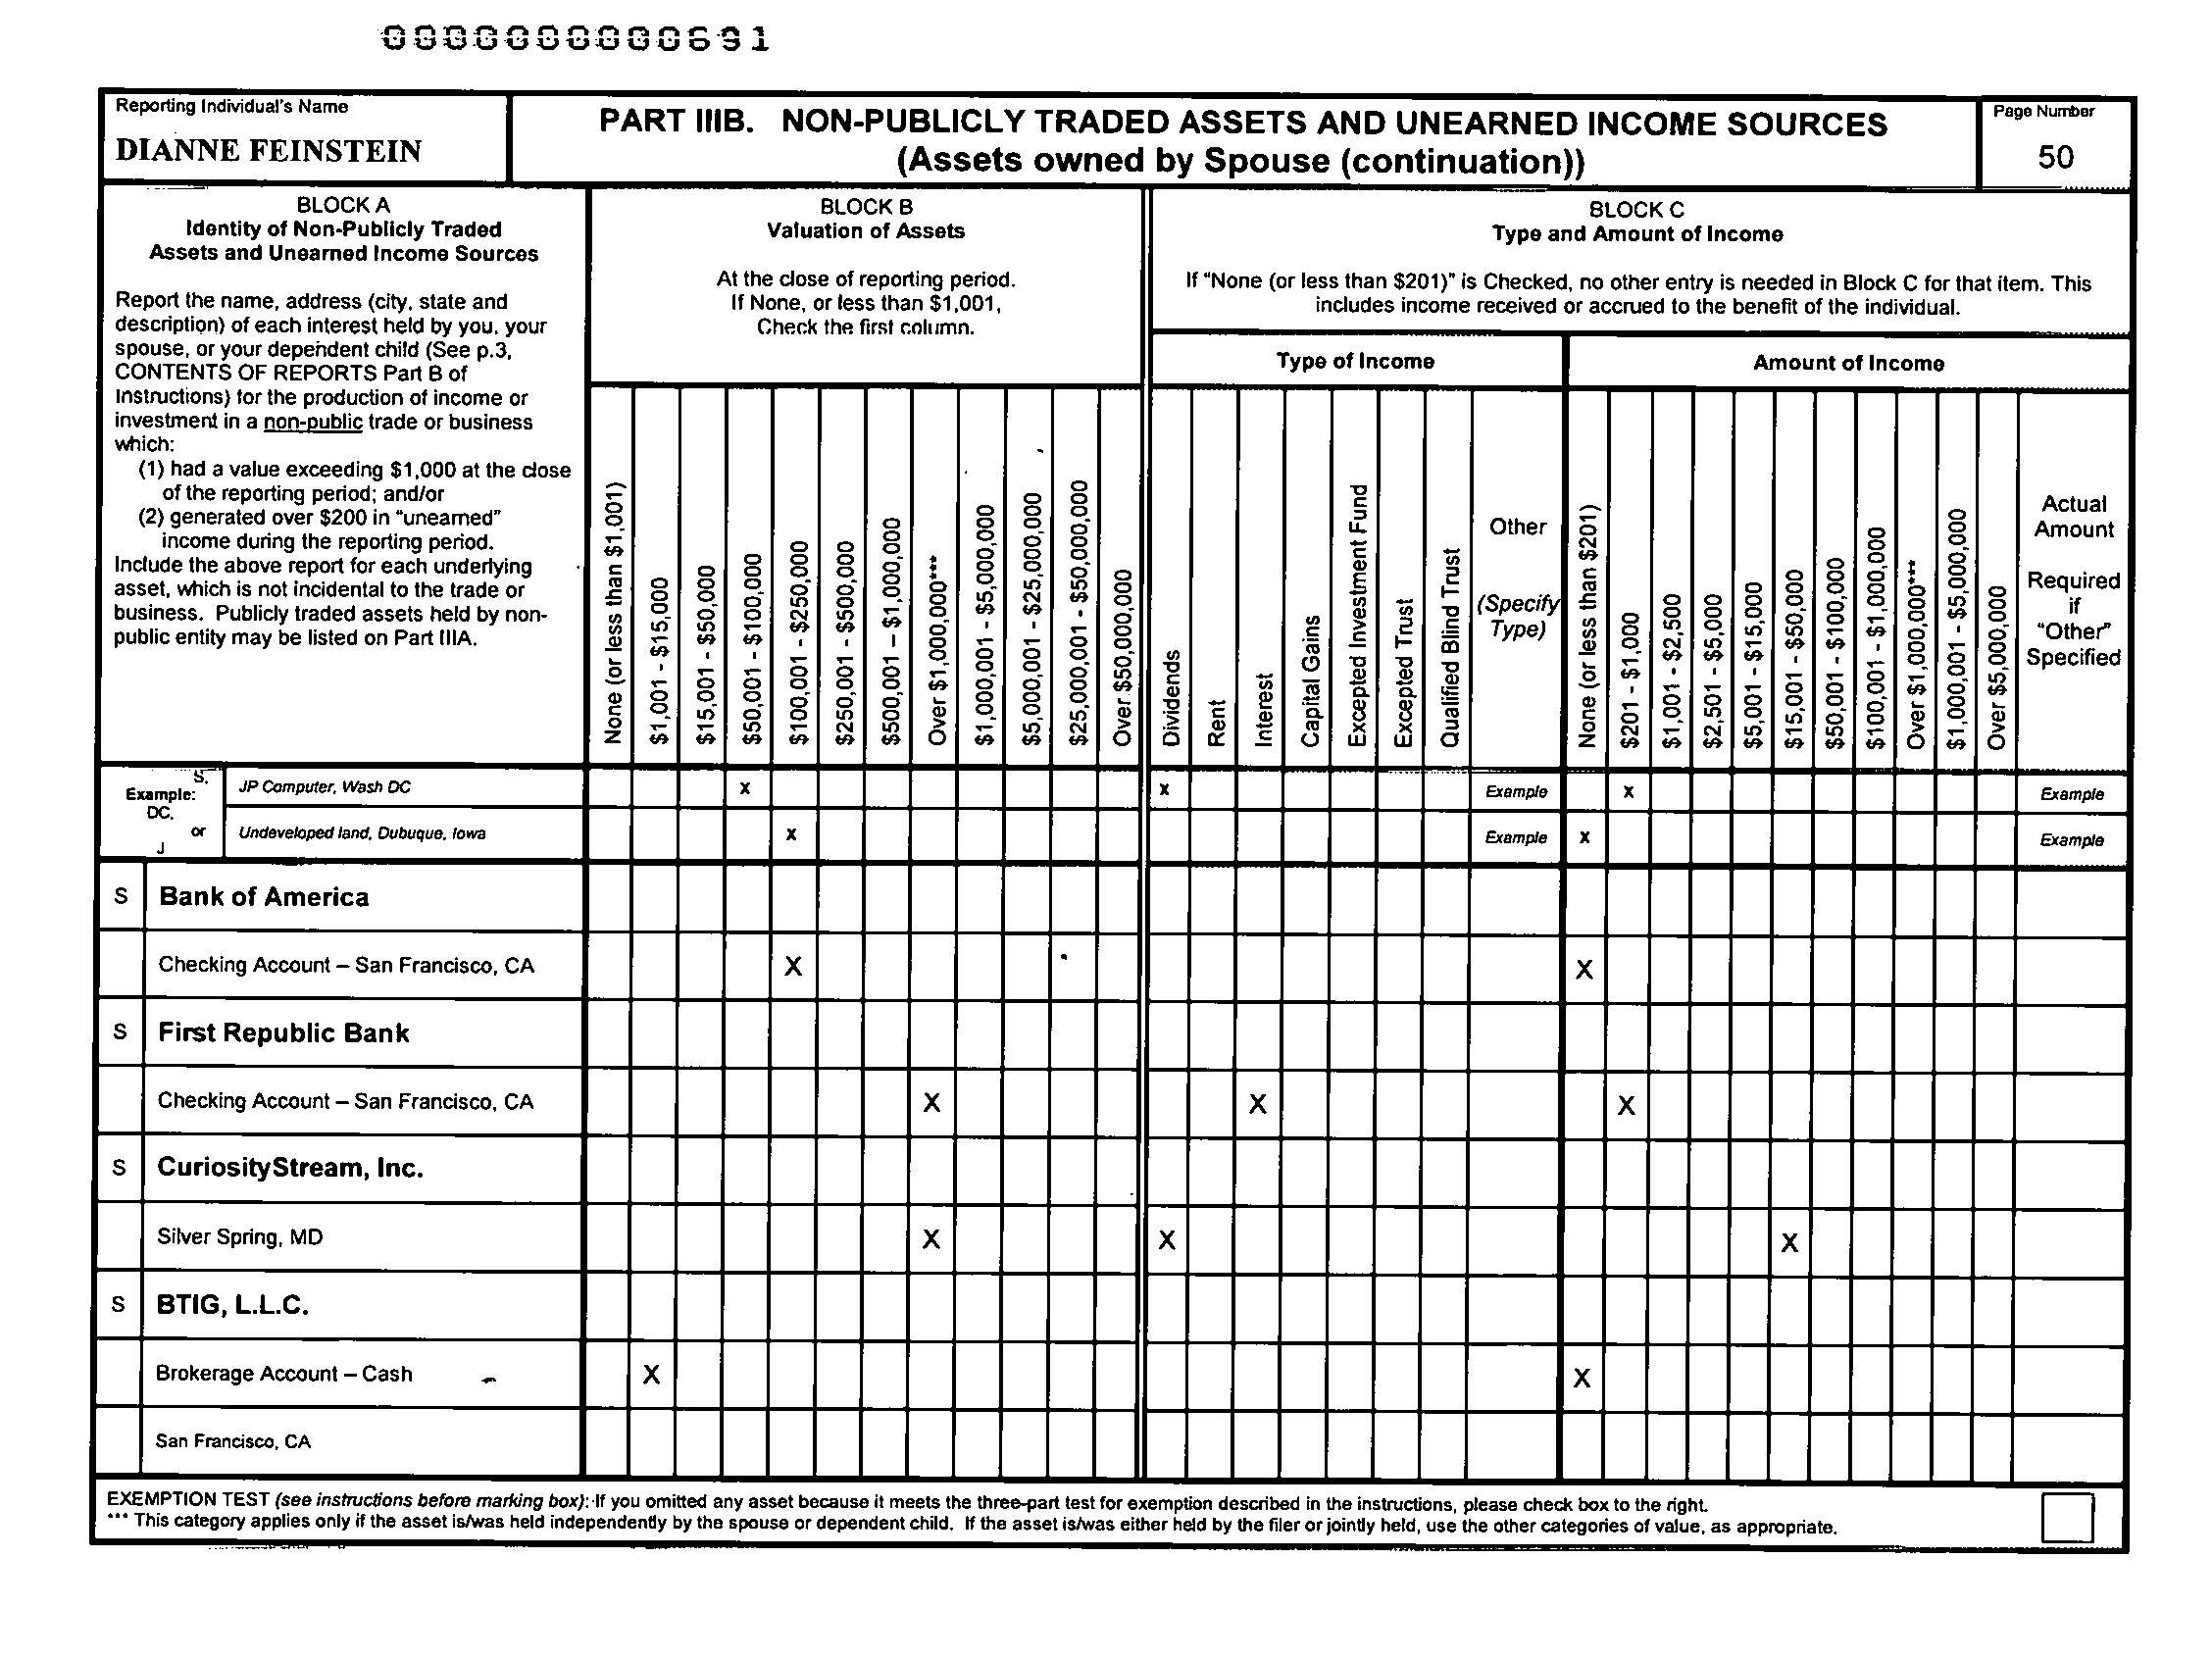 000000000691
Reporting Individual's Name
DIANNE FEINSTEIN
PART IIIB. NON-PUBLICLY TRADED ASSETS AND UNEARNED INCOME SOURCES
(Assets owned by Spouse (continuation))
Page Number
50
BLOCK A
Identity of Non-Publicly Traded
Assets and Unearned Income Sources
Report the name, address (city, state and
description) of each interest held by you, your
spouse, or your dependent child (See p.3,
CONTENTS OF REPORTS Part B of
Instructions) for the production of income or
investment in a non-public trade or business
which:
(1) had a value exceeding $1,000 at the close
of the reporting period; and/or
(2) generated over $200 in "unearned"
income during the reporting period.
Include the above report for each underlying
asset, which is not incidental to the trade or
business. Publicly traded assets held by non-
public entity may be listed on Part IIIA.
BLOCK B
Valuation of Assets
At the close of reporting period.
If None, or less than $1,001,
Check the first column.
BLOCK C
Type and Amount of Income
If "None (or less than $201)" is Checked, no other entry is needed in Block C for that item. This
includes income received or accrued to the benefit of the individual.
Type of Income
Amount of Income
None (or less than $1,001)
$1,001 - $15,000
$15,001 - $50,000
$50,001 - $100,000
$100,001 - $250,000
$250,001 - $500,000
$500,001 – $1,000,000
Over $1,000,000***
$1,000,001 - $5,000,000
$5,000,001 - $25,000,000
$25,000,001 - $50,000,000
Over $50,000,000
Dividends
Rent
Interest
Capital Gains
Excepted Investment Fund
Excepted Trust
Qualified Blind Trust
Other
(Specify
Type)
None (or less than $201)
$201 - $1,000
$1,001 - $2,500
$2,501 - $5,000
$5,001 - $15,000
$15,001 - $50,000
$50,001 - $100,000
$100,001 - $1,000,000
Over $1,000,000***
$1,000,001 - $5,000,000
Over $5,000,000
Actual
Amount
Required
if
"Other"
Specified
Example: S,
DC,
or
J
JP Computer, Wash DC x x Example x Example
Undeveloped land, Dubuque, Iowa x Example x Example
S Bank of America
Checking Account – San Francisco, CA X X
S First Republic Bank
Checking Account – San Francisco, CA X X X
S CuriosityStream, Inc.
Silver Spring, MD X X X
S BTIG, L.L.C.
Brokerage Account – Cash X X
San Francisco, CA
EXEMPTION TEST (see instructions before marking box): If you omitted any asset because it meets the three-part test for exemption described in the instructions, please check box to the right.
*** This category applies only if the asset is/was held independently by the spouse or dependent child. If the asset is/was either held by the filer or jointly held, use the other categories of value, as appropriate.